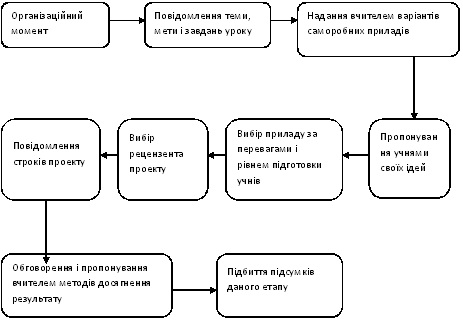 Організаційний
момент
Повідомлення теми,
мети і завдань уроку
Надання вчителем варіантів
саморобних приладів
Пропонуван
ня учнями
своїх ідей
Вибір приладу за
перевагами і
рівнем підготовки
учнів
Вибір
рецензента
проекту
Повідомлення
строків проекту
Обговорення і пропонування
вчителем методів досягнення
результату
Підбиття підсумків
даного етапу